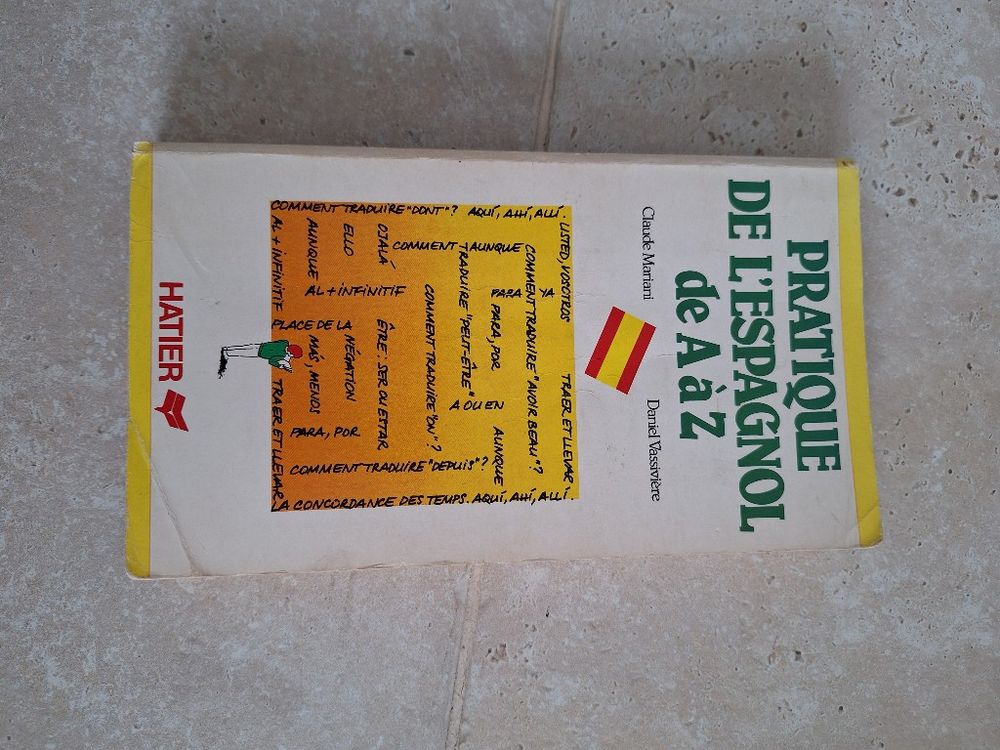 PRATIQUE
DE L'ESPAGNOL
de A à Z
Claude Mariani
Daniel Vassivière
COMMENT TRADUIRE "DONT" ? AQUÍ, AHÍ, ALLÍ.
USTED, VOSOTROS
TRAER ET LLEVAR.
COMMENT TRADUIRE "AVOIR BEAU" ?
AUNQUE
YA
PARA
PARA, POR
AUNQUE
COMMENT
TRADUIRE "PEUT-ÊTRE"
A OU EN
COMMENT TRADUIRE "ON" ?
OJALÁ
ÊTRE : SER OU ESTAR
ELLO
AL + INFINITIF
PLACE DE LA
NÉGATION
AUNQUE
MÁS, MENOS
PARA, POR
COMMENT TRADUIRE "DEPUIS" ?
AL + INFINITIF
TRAER ET LLEVAR
LA CONCORDANCE DES TEMPS. AQUÍ, AHÍ, ALLÍ.
HATIER